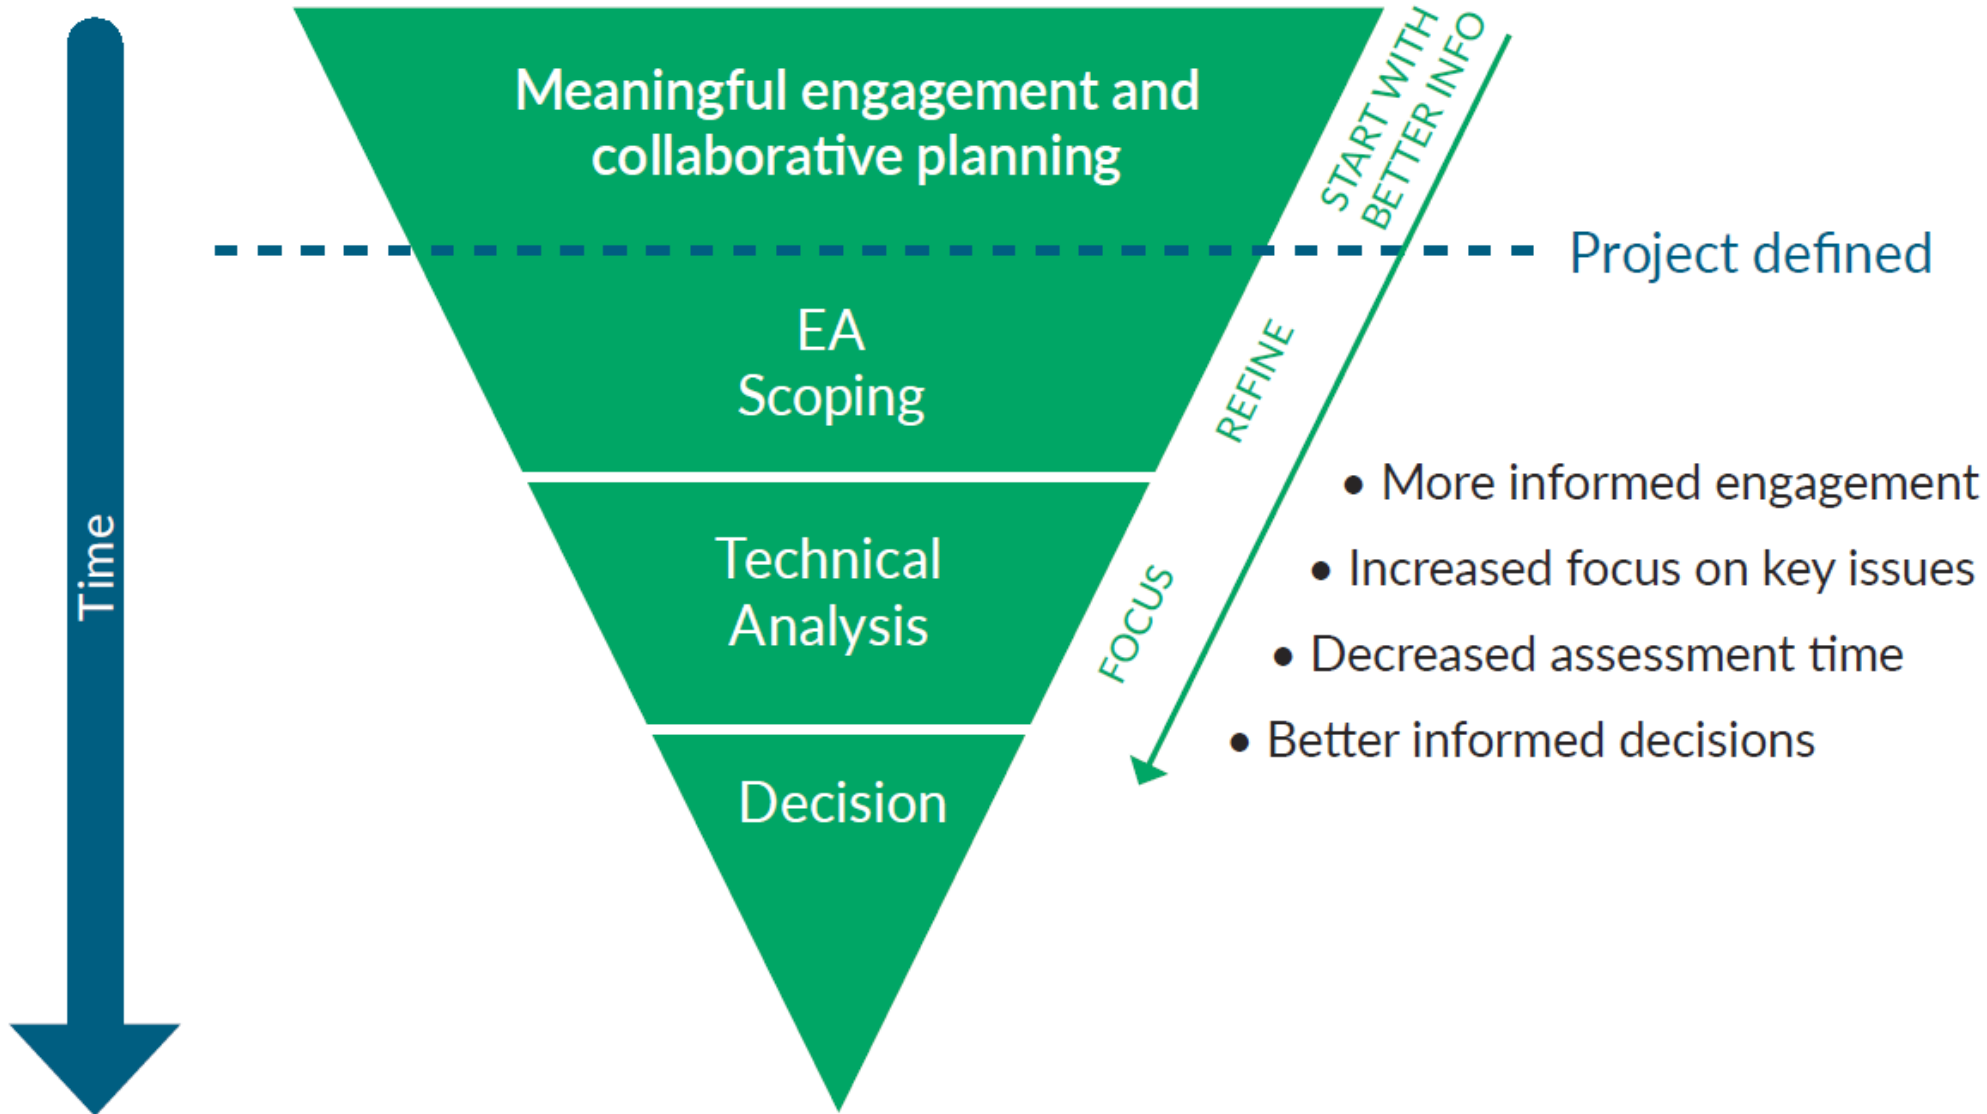 Meaningful engagement and
collaborative planning
START WITH
BETTER INFO
Project defined
EA
Scoping
REFINE
Time
Technical
Analysis
FOCUS
• More informed engagement
• Increased focus on key issues
• Decreased assessment time
• Better informed decisions
Decision